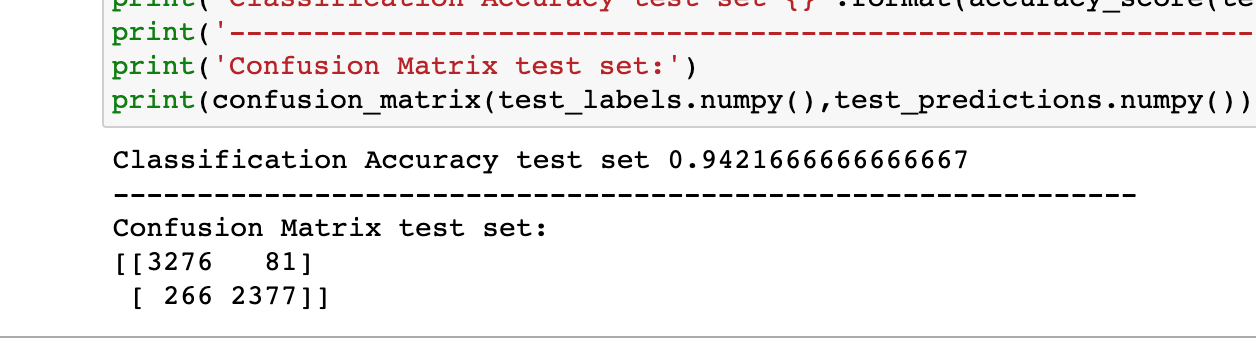 print('Classification Accuracy test set {}'.format(accuracy_score(te
print('-------------------------------------------------------------
print('Confusion Matrix test set:')
print(confusion_matrix(test_labels.numpy(),test_predictions.numpy())
Classification Accuracy test set 0.9421666666666667
-------------------------------------------------------------
Confusion Matrix test set:
[[3276   81]
 [ 266 2377]]